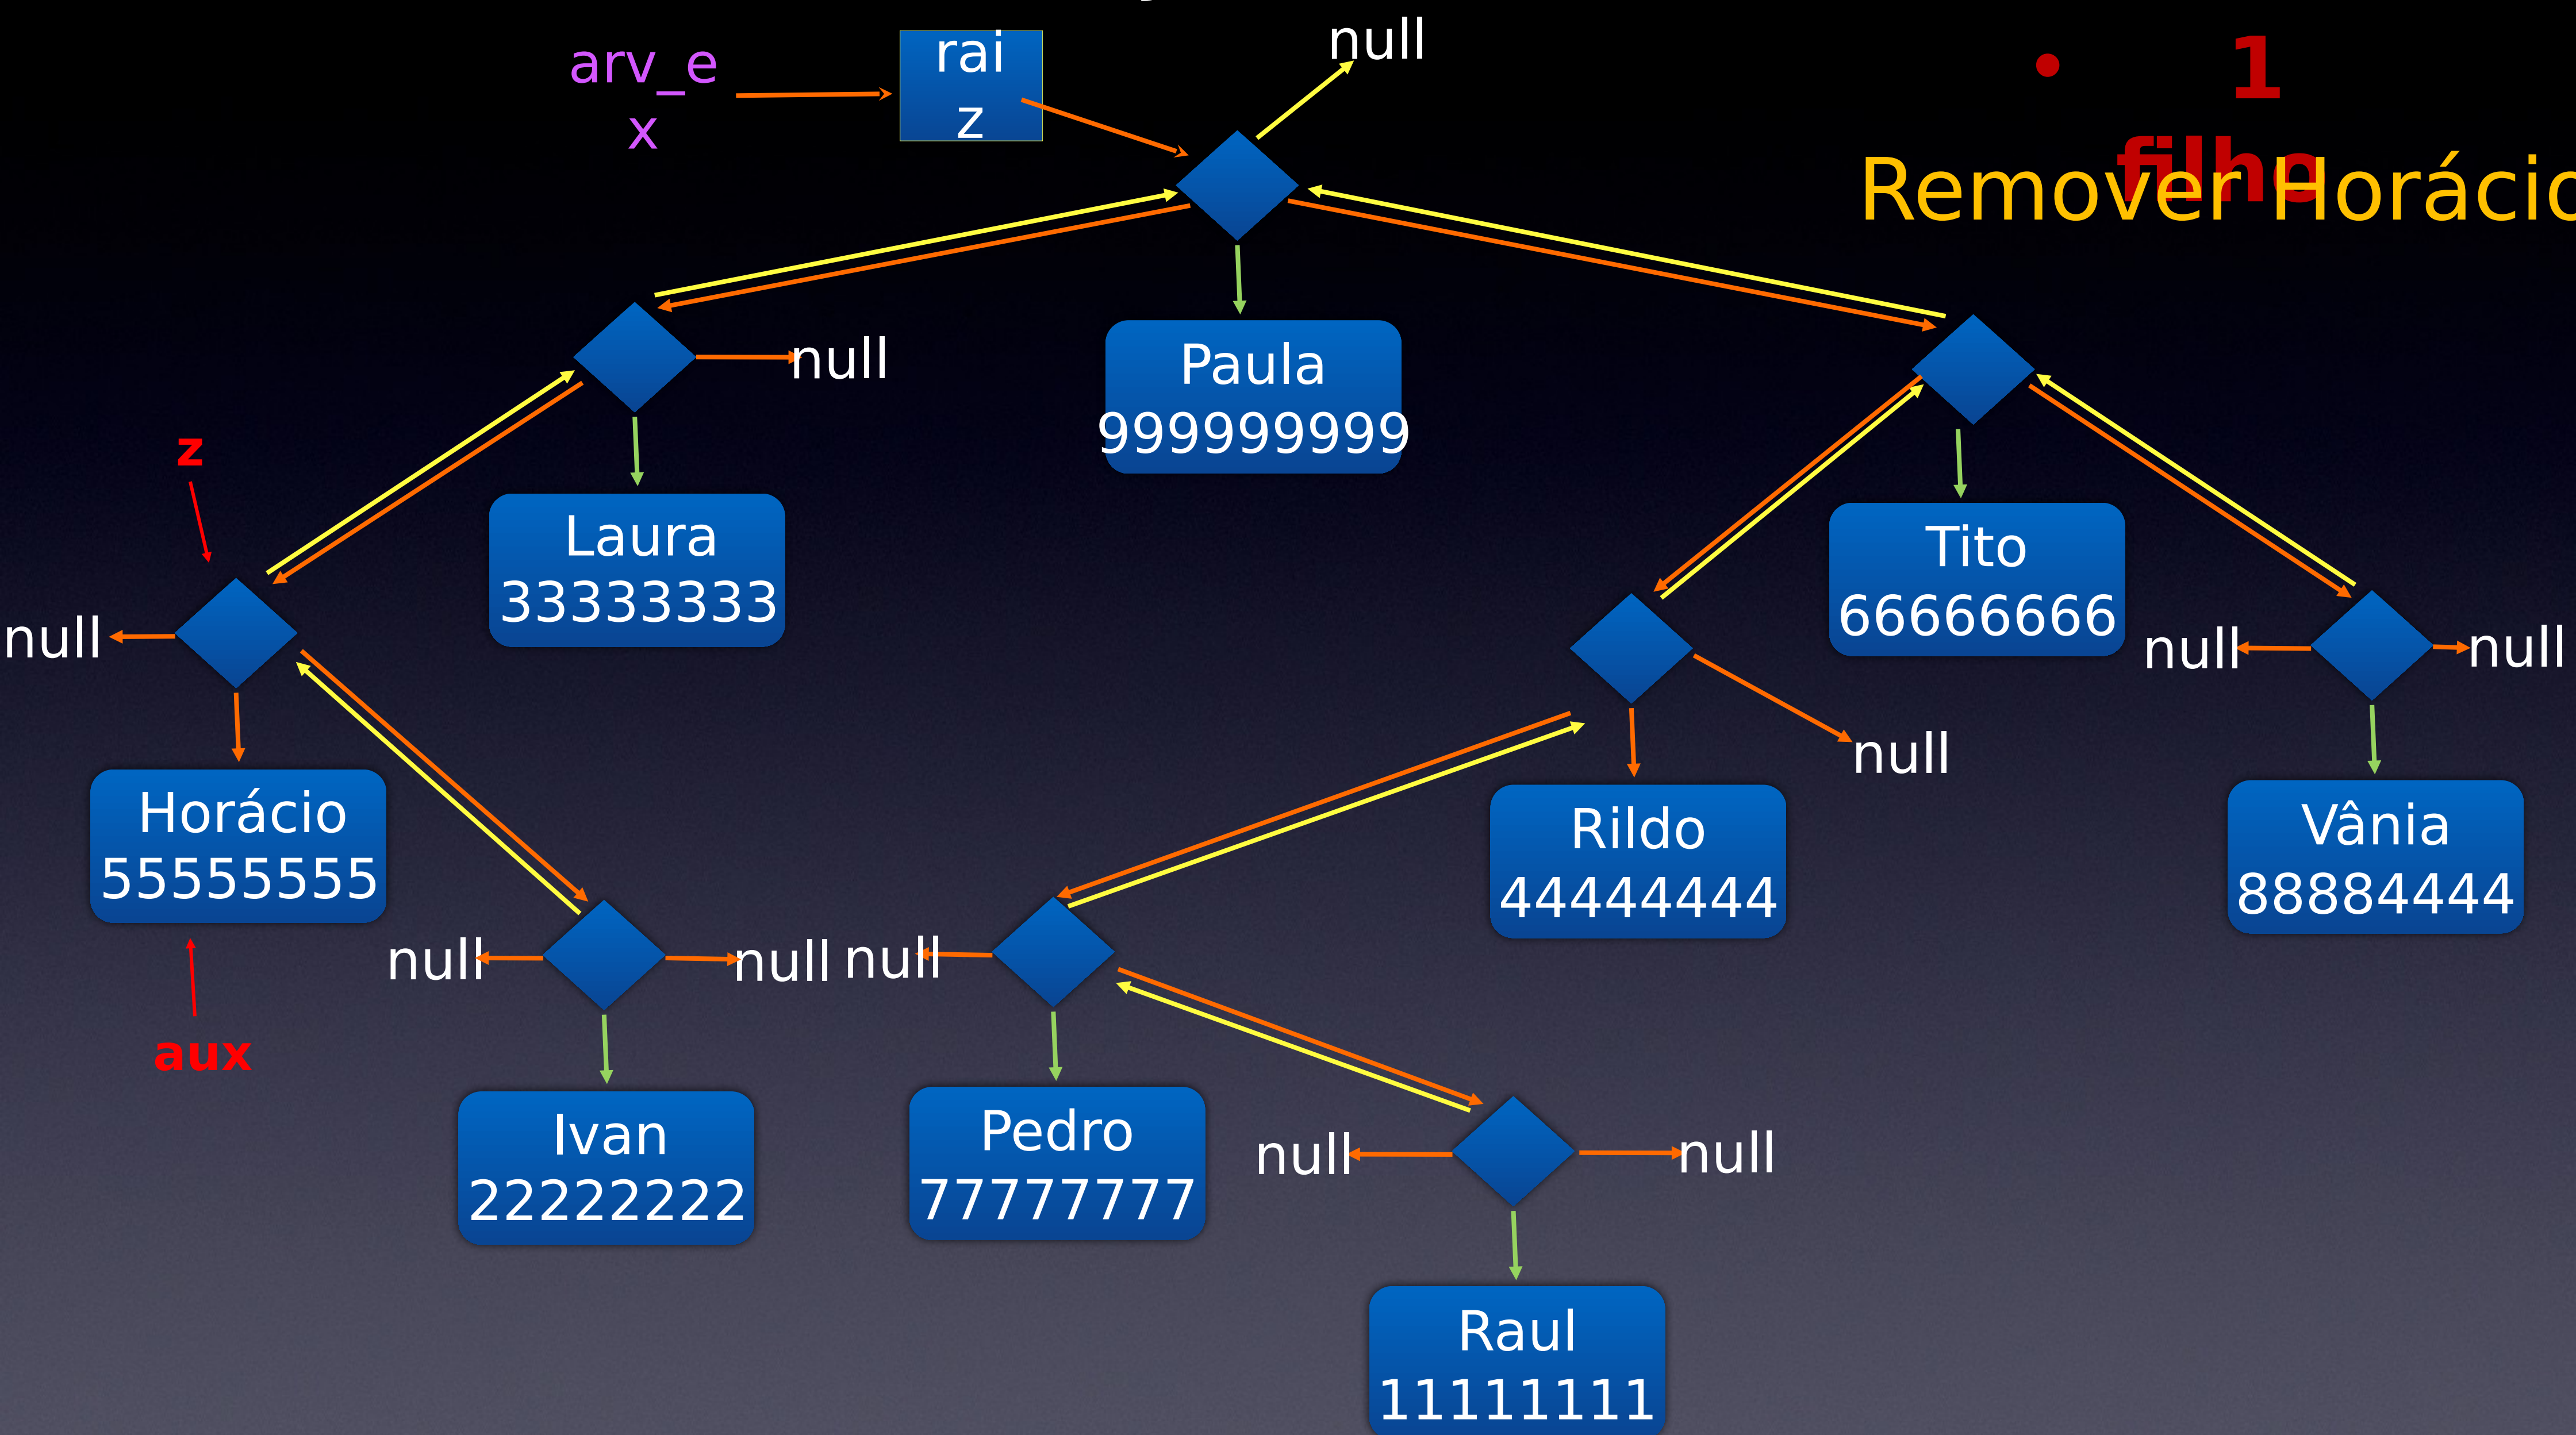 null
arv_e
x
rai
z
• 1
filho
Remover Horácio
null
Paula
999999999
z
Laura
33333333
Tito
66666666
null
null
null
null
Horácio
55555555
Rildo
44444444
Vânia
88884444
null
null
null
aux
Ivan
22222222
Pedro
77777777
null
null
Raul
11111111